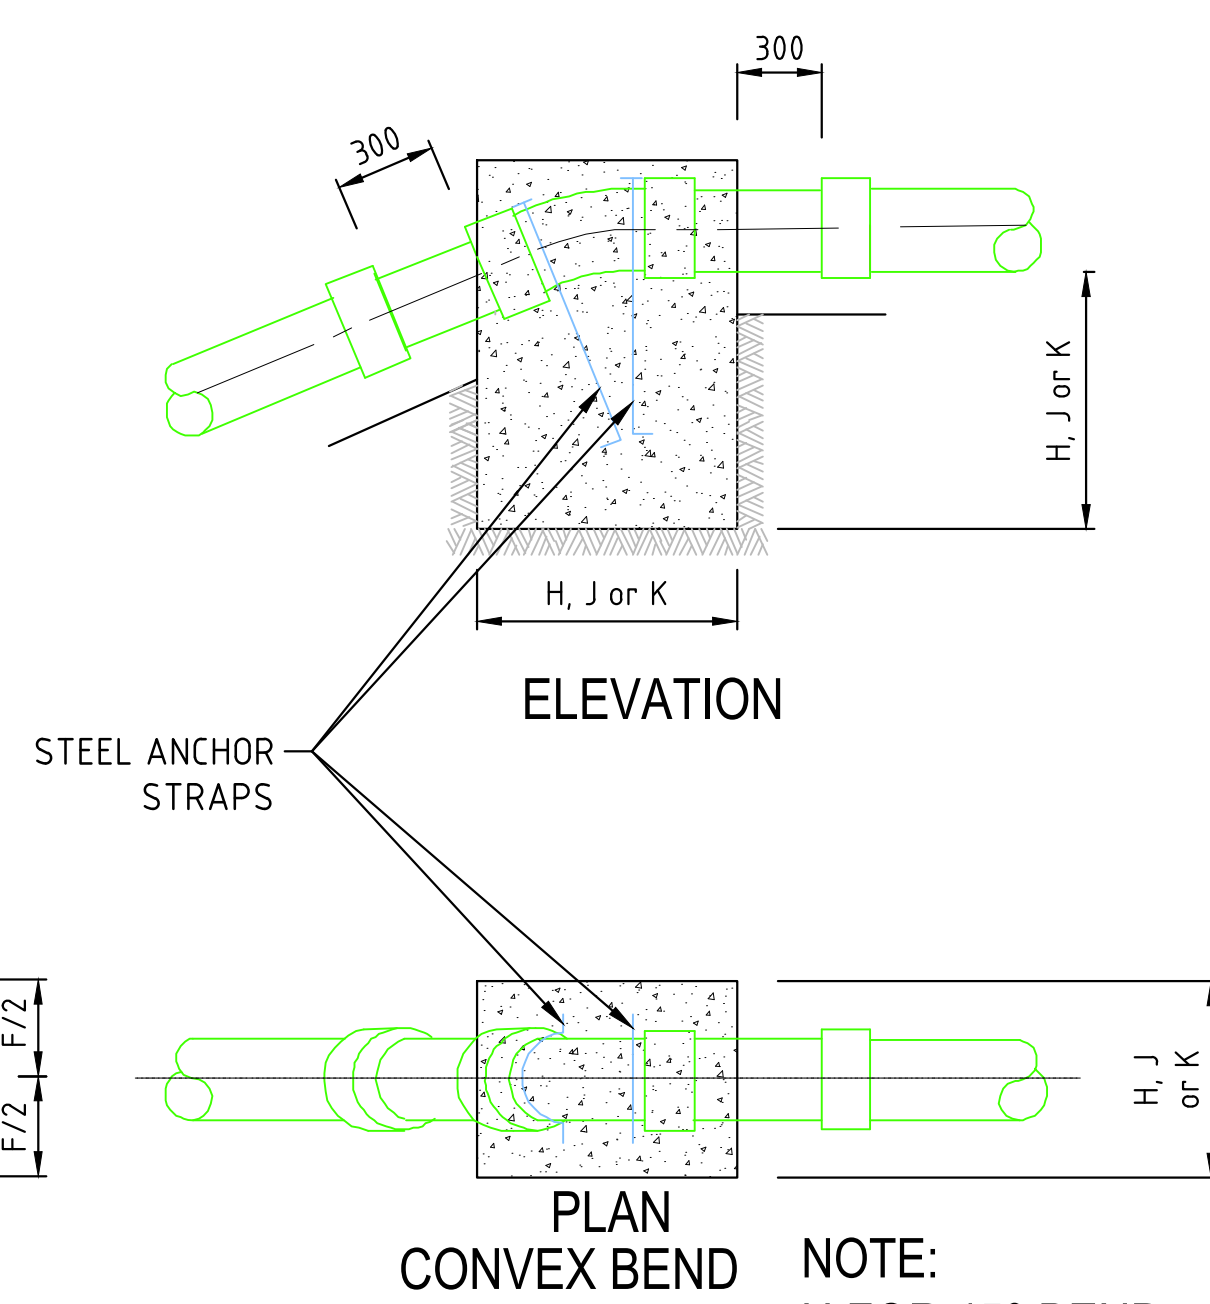 300
300
H, J or K
H, J or K
ELEVATION
STEEL ANCHOR
STRAPS
F/2
F/2
H, J
or K
PLAN
CONVEX BEND
NOTE: